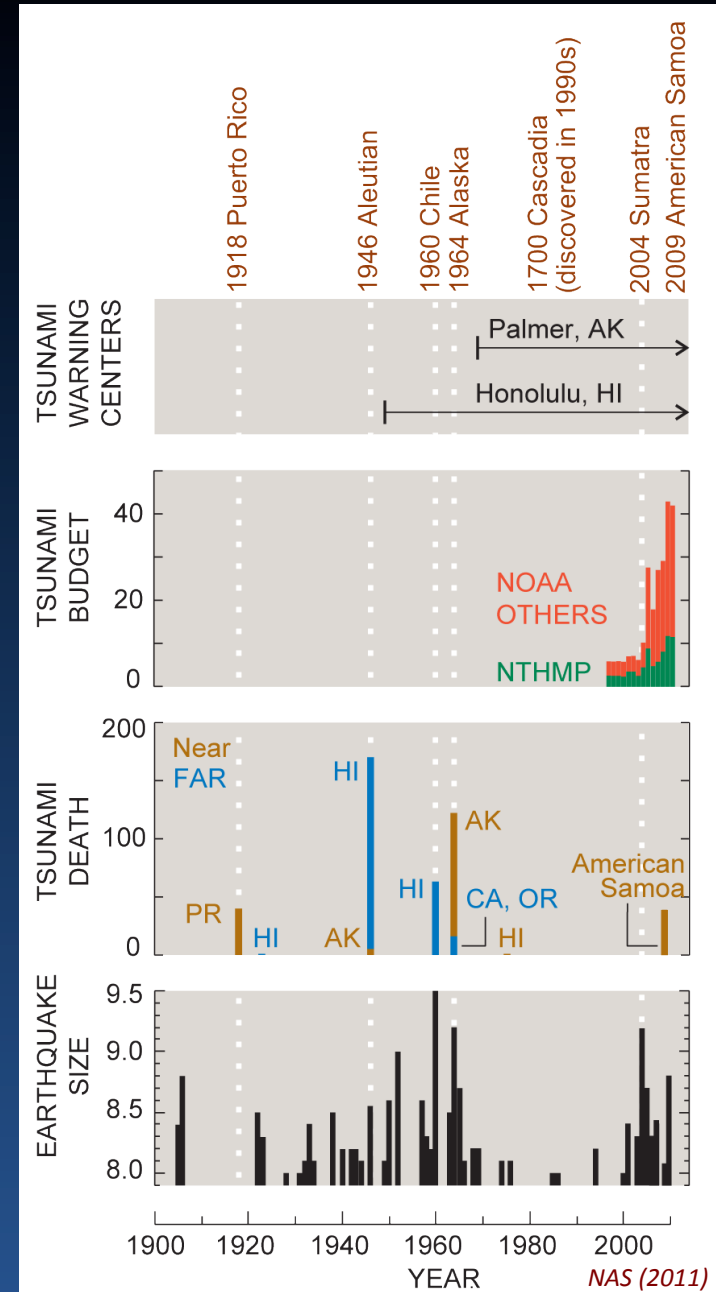 1918 Puerto Rico
1946 Aleutian
1960 Chile
1964 Alaska
1700 Cascadia
(discovered in 1990s)
2004 Sumatra
2009 American Samoa
TSUNAMI
WARNING
CENTERS
Palmer, AK
Honolulu, HI
TSUNAMI
BUDGET
40
20
0
NOAA
OTHERS
NTHMP
TSUNAMI
DEATH
200
100
0
Near
FAR
PR
HI
HI
AK
HI
AK
CA, OR
HI
American
Samoa
EARTHQUAKE
SIZE
9.5
9.0
8.5
8.0
1900 1920 1940 1960 1980 2000
YEAR
NAS (2011)